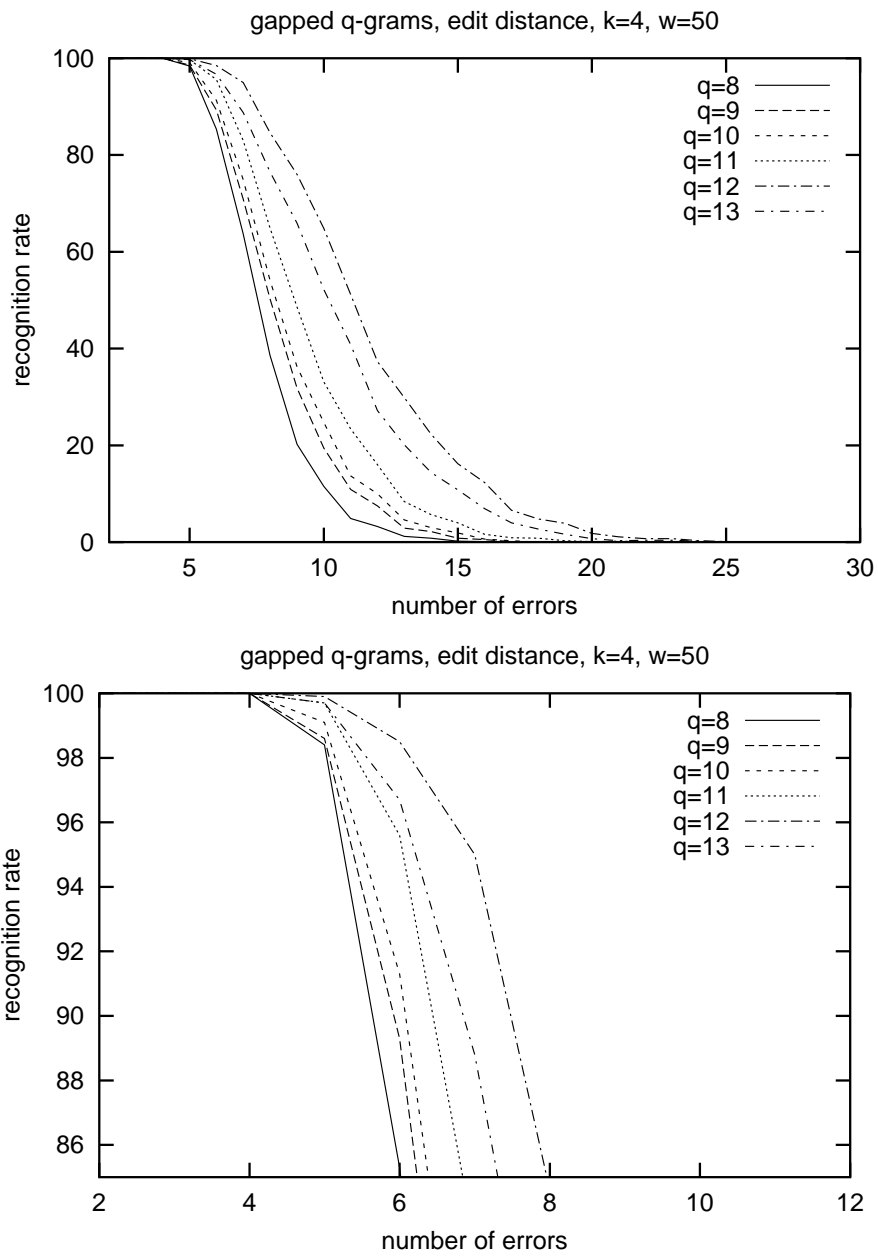 gapped q-grams, edit distance, k=4, w=50
100
80
60
40
20
0
recognition rate
q=8
q=9
q=10
q=11
q=12
q=13
5 10 15 20 25 30
number of errors
gapped q-grams, edit distance, k=4, w=50
100
98
96
94
92
90
88
86
recognition rate
q=8
q=9
q=10
q=11
q=12
q=13
2 4 6 8 10 12
number of errors